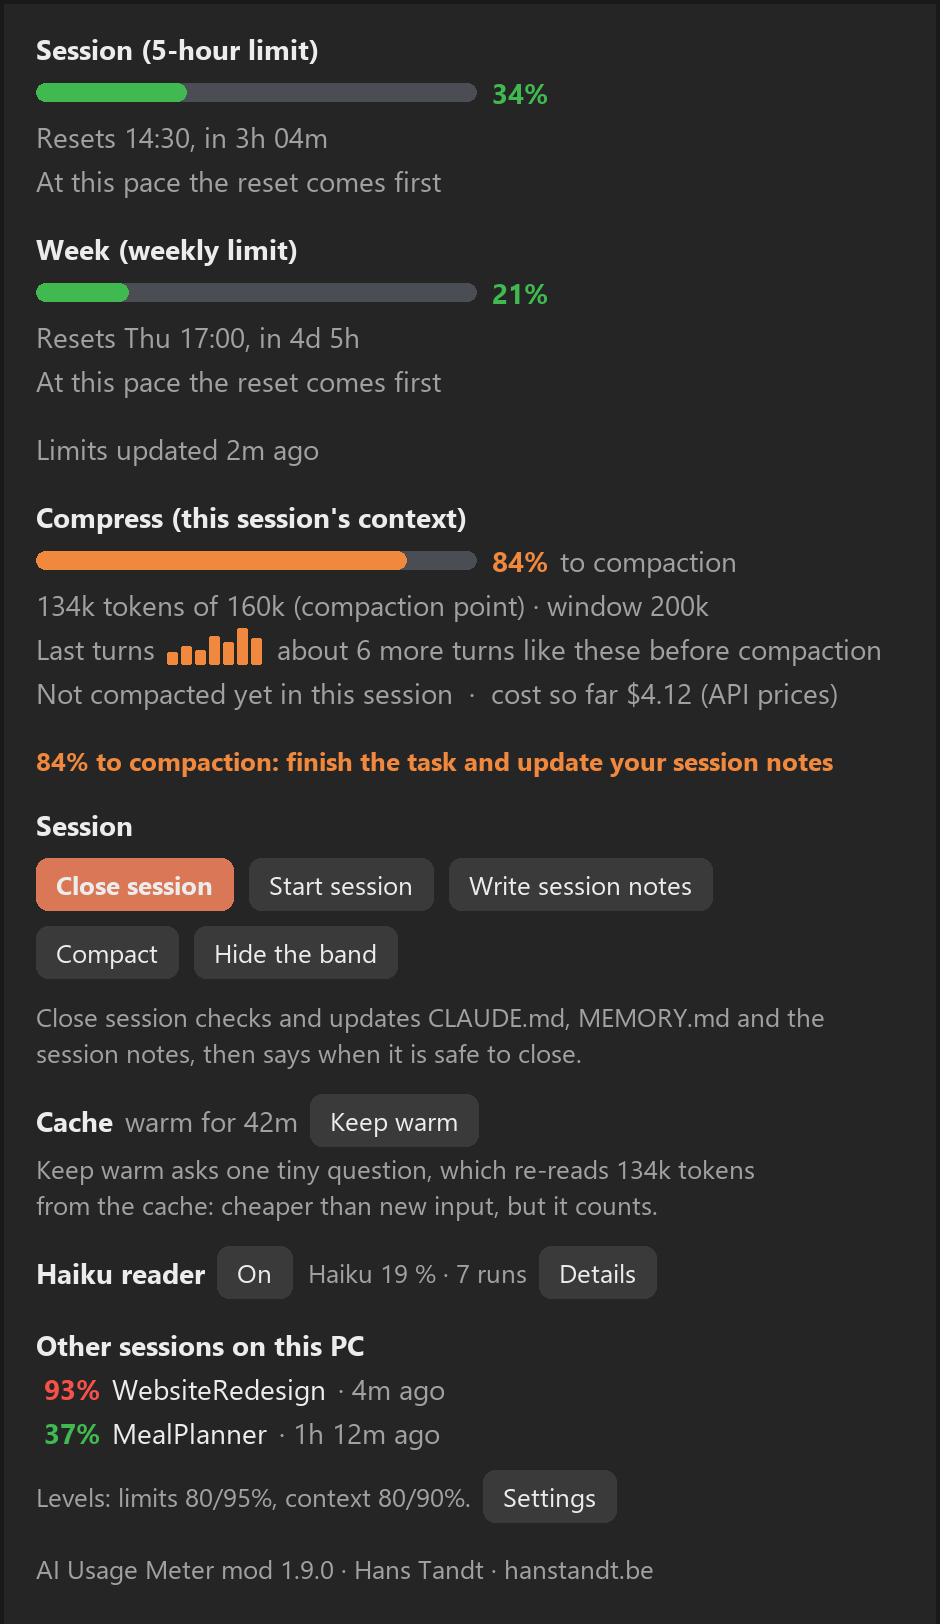 Session (5-hour limit)
34%
Resets 14:30, in 3h 04m
At this pace the reset comes first
Week (weekly limit)
21%
Resets Thu 17:00, in 4d 5h
At this pace the reset comes first
Limits updated 2m ago
Compress (this session's context)
84% to compaction
134k tokens of 160k (compaction point) · window 200k
Last turns about 6 more turns like these before compaction
Not compacted yet in this session · cost so far $4.12 (API prices)
84% to compaction: finish the task and update your session notes
Session
Close session Start session Write session notes
Compact Hide the band
Close session checks and updates CLAUDE.md, MEMORY.md and the
session notes, then says when it is safe to close.
Cache warm for 42m Keep warm
Keep warm asks one tiny question, which re-reads 134k tokens
from the cache: cheaper than new input, but it counts.
Haiku reader On Haiku 19 % · 7 runs Details
Other sessions on this PC
93% WebsiteRedesign · 4m ago
37% MealPlanner · 1h 12m ago
Levels: limits 80/95%, context 80/90%. Settings
AI Usage Meter mod 1.9.0 · Hans Tandt · hanstandt.be